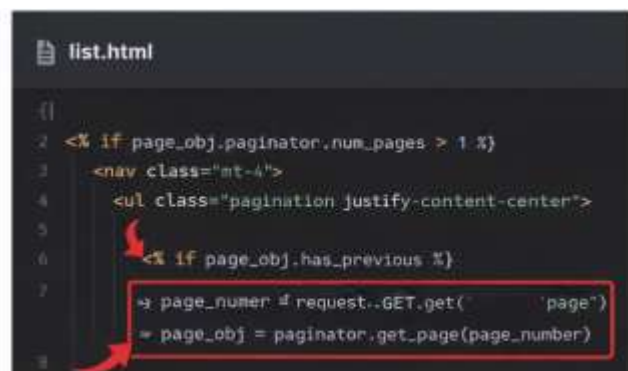 list.html
{|
2 <% if page_obj.paginator.num_pages > 1 %}
3 <nav class="mt-4">
4 <ul class="pagination justify-content-center">
5
6 <% if page_obj.has_previous %}
7
page_numer = request..GET.get( 'page")
= page_obj = paginator.get_page(page_number)
8